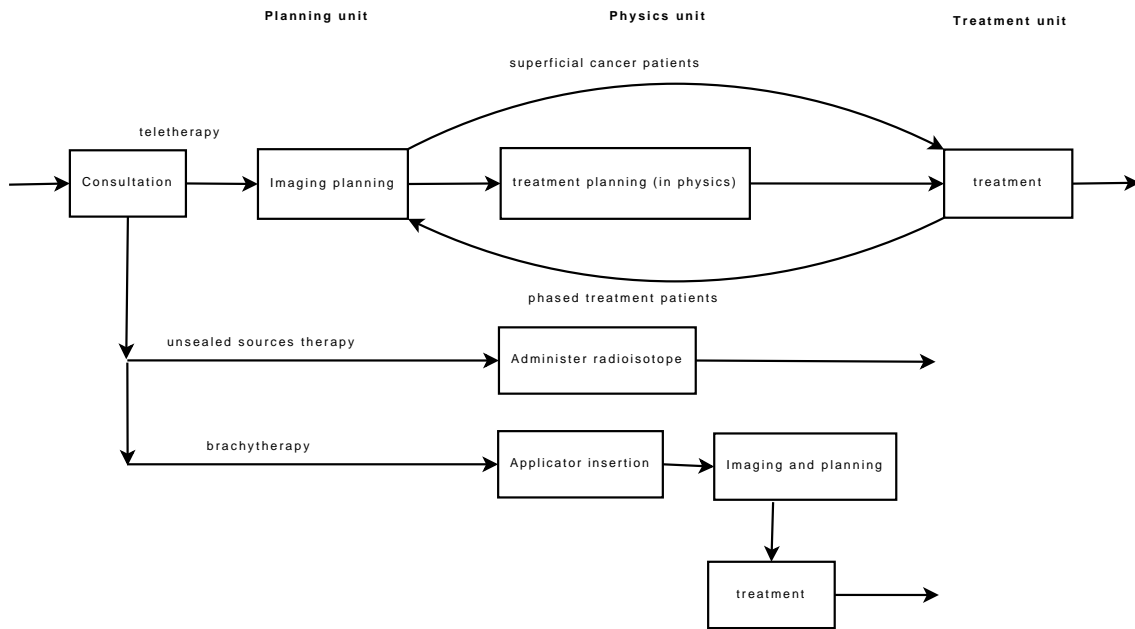 Planning unit
Physics unit
Treatment unit
superficial cancer patients
teletherapy
Consultation
Imaging planning
treatment planning (in physics)
treatment
phased treatment patients
unsealed sources therapy
Administer radioisotope
brachytherapy
Applicator insertion
Imaging and planning
treatment